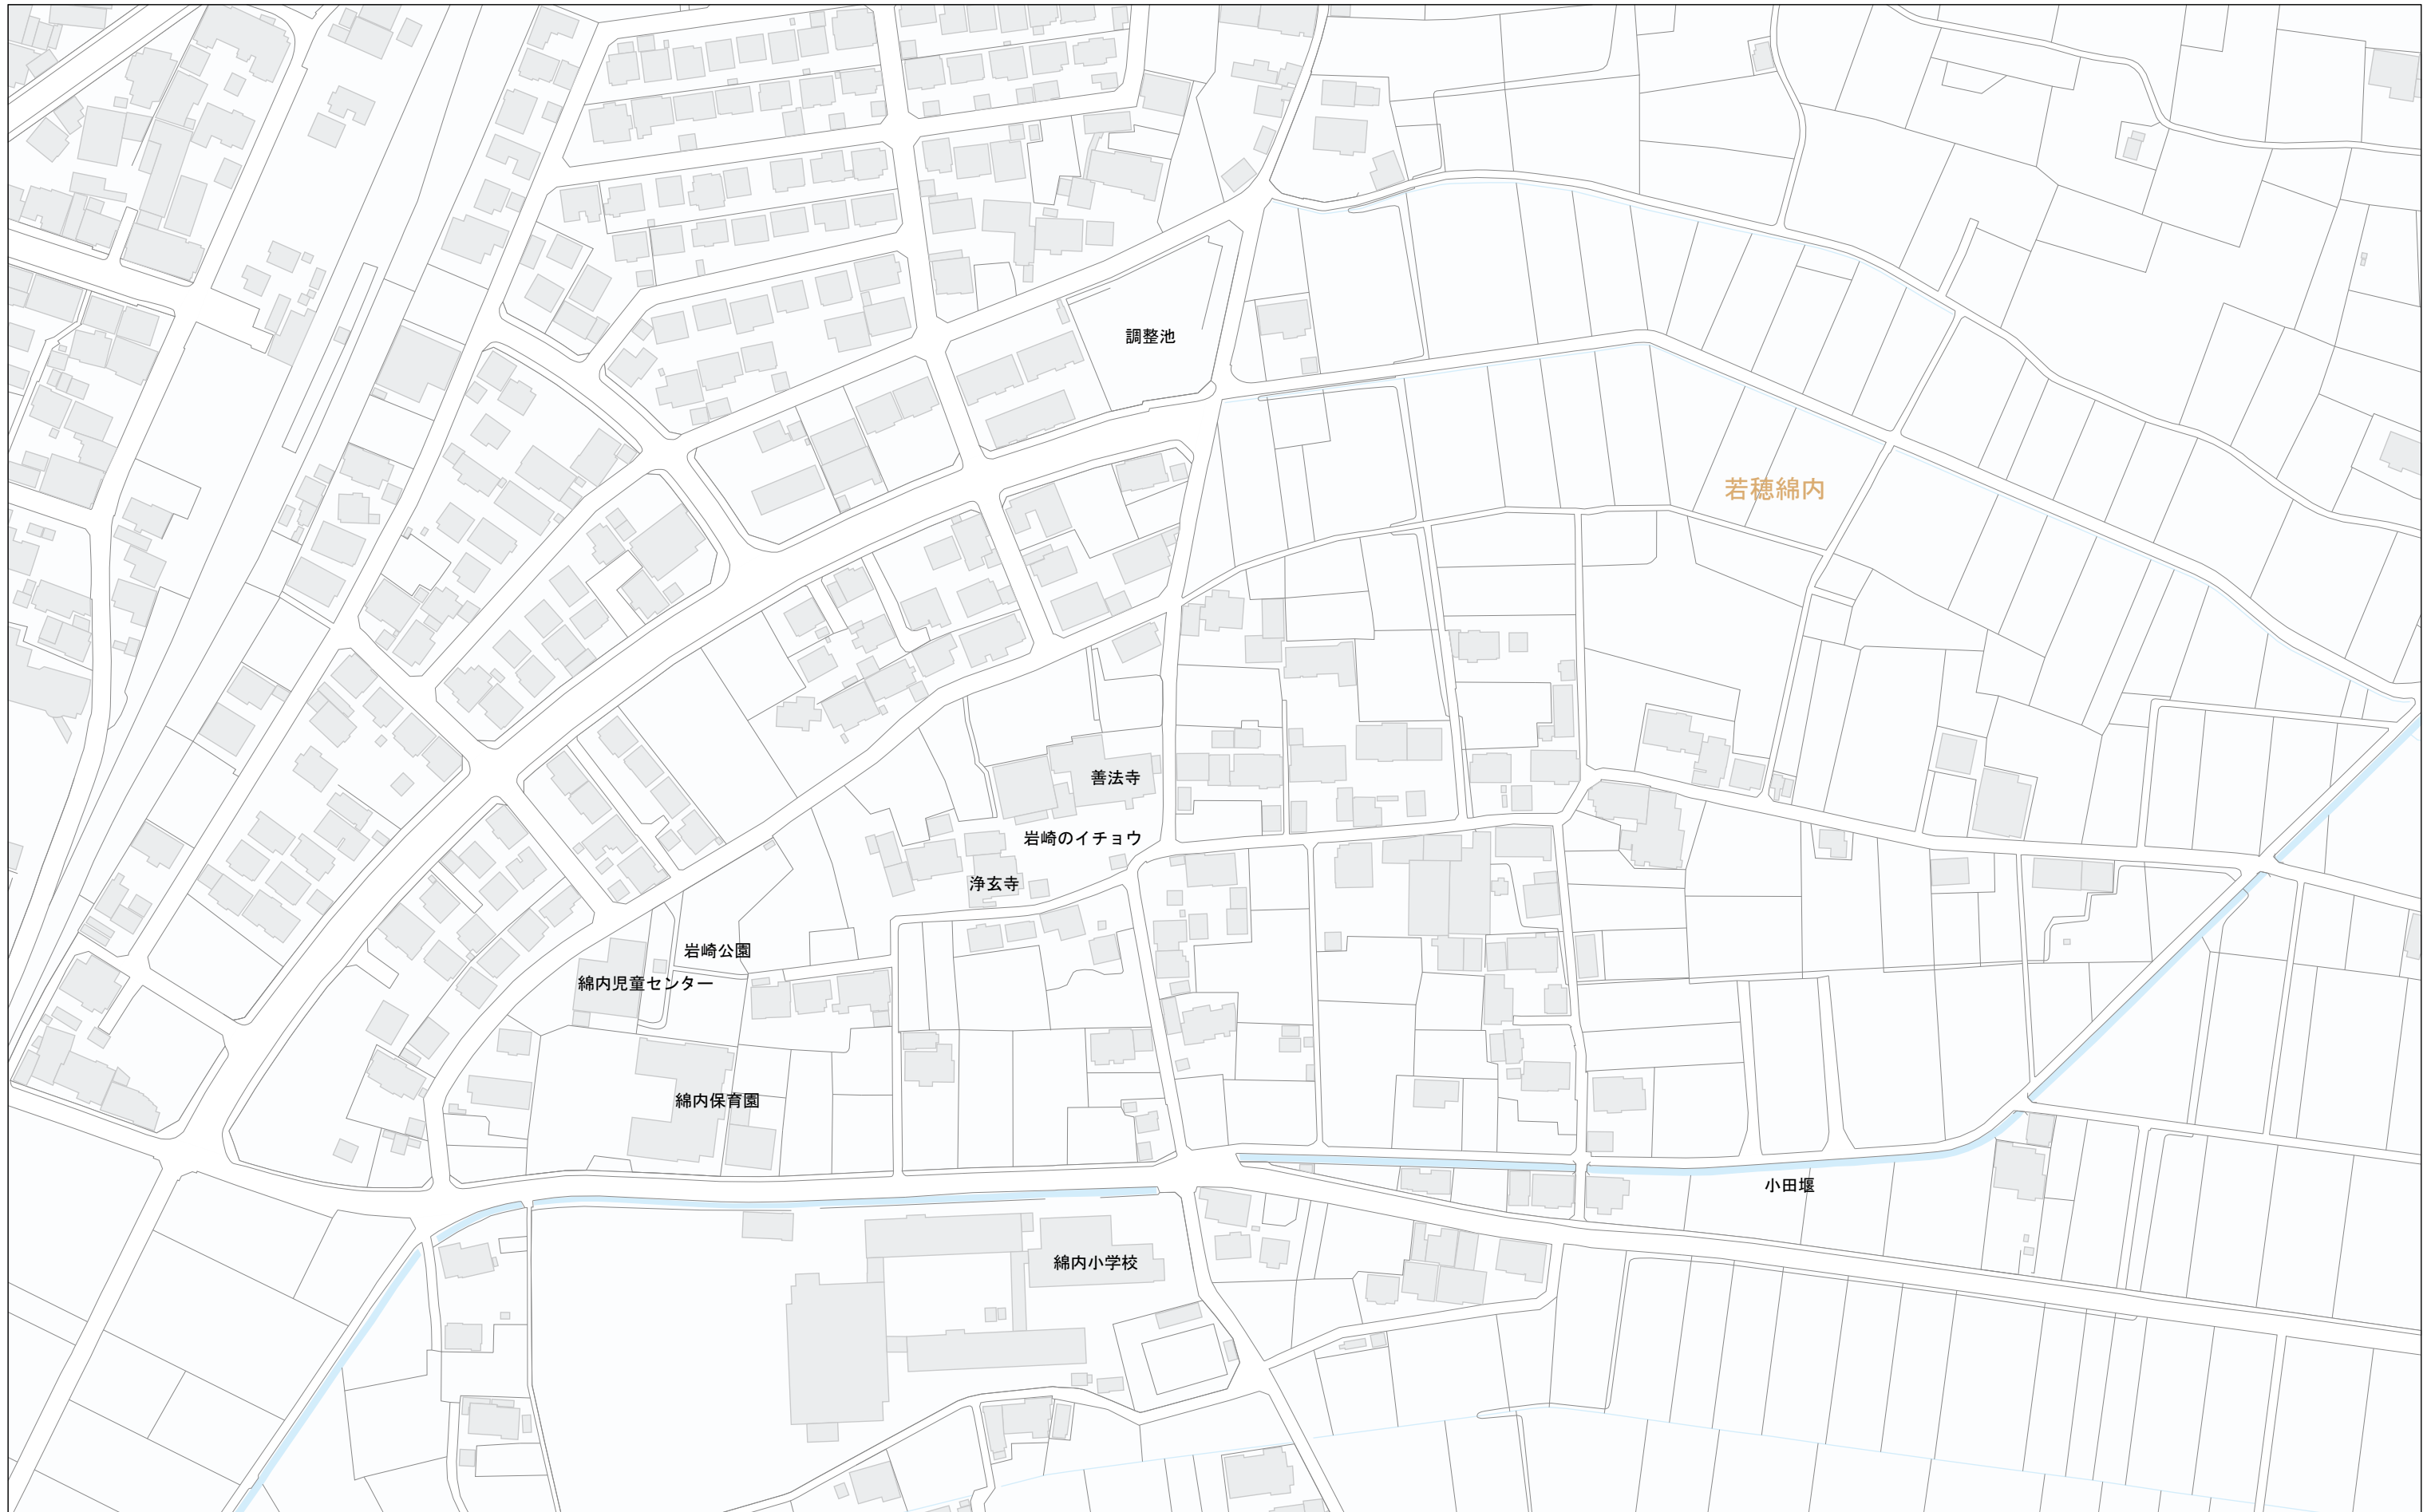 調整池
若穂綿内
善法寺
岩崎のイチョウ
浄玄寺
岩崎公園
綿内児童センター
綿内保育園
小田堰
綿内小学校